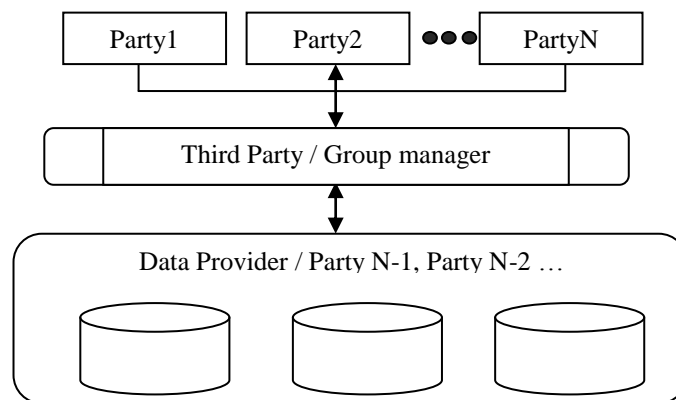 Party1 Party2 PartyN
Third Party / Group manager
Data Provider / Party N-1, Party N-2 …